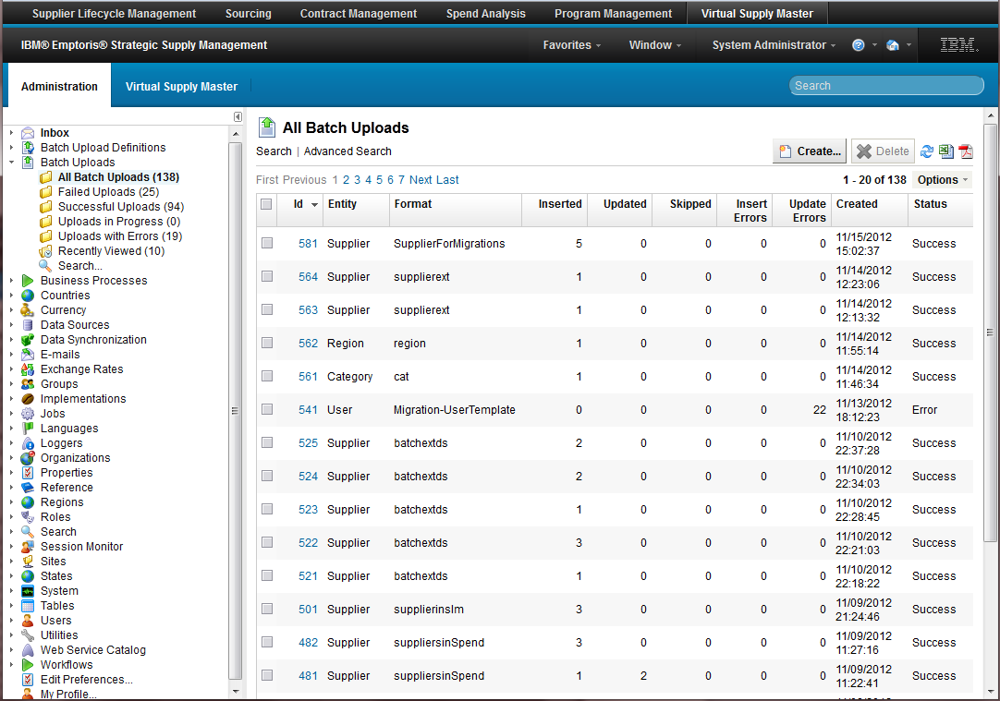 Supplier Lifecycle Management Sourcing Contract Management Spend Analysis Program Management Virtual Supply Master
IBM® Emptoris® Strategic Supply Management Favorites Window System Administrator ? IBM.
Administration Virtual Supply Master Search
Inbox
Batch Upload Definitions
Batch Uploads
All Batch Uploads (138)
Failed Uploads (25)
Successful Uploads (94)
Uploads in Progress (0)
Uploads with Errors (19)
Recently Viewed (10)
Search...
Business Processes
Countries
Currency
Data Sources
Data Synchronization
E-mails
Exchange Rates
Groups
Implementations
Jobs
Languages
Loggers
Organizations
Properties
Reference
Regions
Roles
Search
Session Monitor
Sites
States
System
Tables
Users
Utilities
Web Service Catalog
Workflows
Edit Preferences...
My Profile...
All Batch Uploads
Search | Advanced Search Create... Delete
First Previous 1 2 3 4 5 6 7 Next Last 1 - 20 of 138 Options
Id Entity Format Inserted Updated Skipped Insert Errors Update Errors Created Status
581 Supplier SupplierForMigrations 5 0 0 0 0 11/15/2012 15:02:37 Success
564 Supplier supplierext 1 0 0 0 0 11/14/2012 12:23:06 Success
563 Supplier supplierext 1 0 0 0 0 11/14/2012 12:13:32 Success
562 Region region 1 0 0 0 0 11/14/2012 11:55:14 Success
561 Category cat 1 0 0 0 0 11/14/2012 11:46:34 Success
541 User Migration-UserTemplate 0 0 0 0 22 11/13/2012 18:12:23 Error
525 Supplier batchextds 2 0 0 0 0 11/10/2012 22:37:28 Success
524 Supplier batchextds 2 0 0 0 0 11/10/2012 22:34:03 Success
523 Supplier batchextds 1 0 0 0 0 11/10/2012 22:28:45 Success
522 Supplier batchextds 3 0 0 0 0 11/10/2012 22:21:03 Success
521 Supplier batchextds 1 0 0 0 0 11/10/2012 22:18:22 Success
501 Supplier supplierinslm 3 0 0 0 0 11/09/2012 21:24:46 Success
482 Supplier suppliersinSpend 3 0 0 0 0 11/09/2012 11:27:16 Success
481 Supplier suppliersinSpend 1 2 0 0 0 11/09/2012 11:22:41 Success